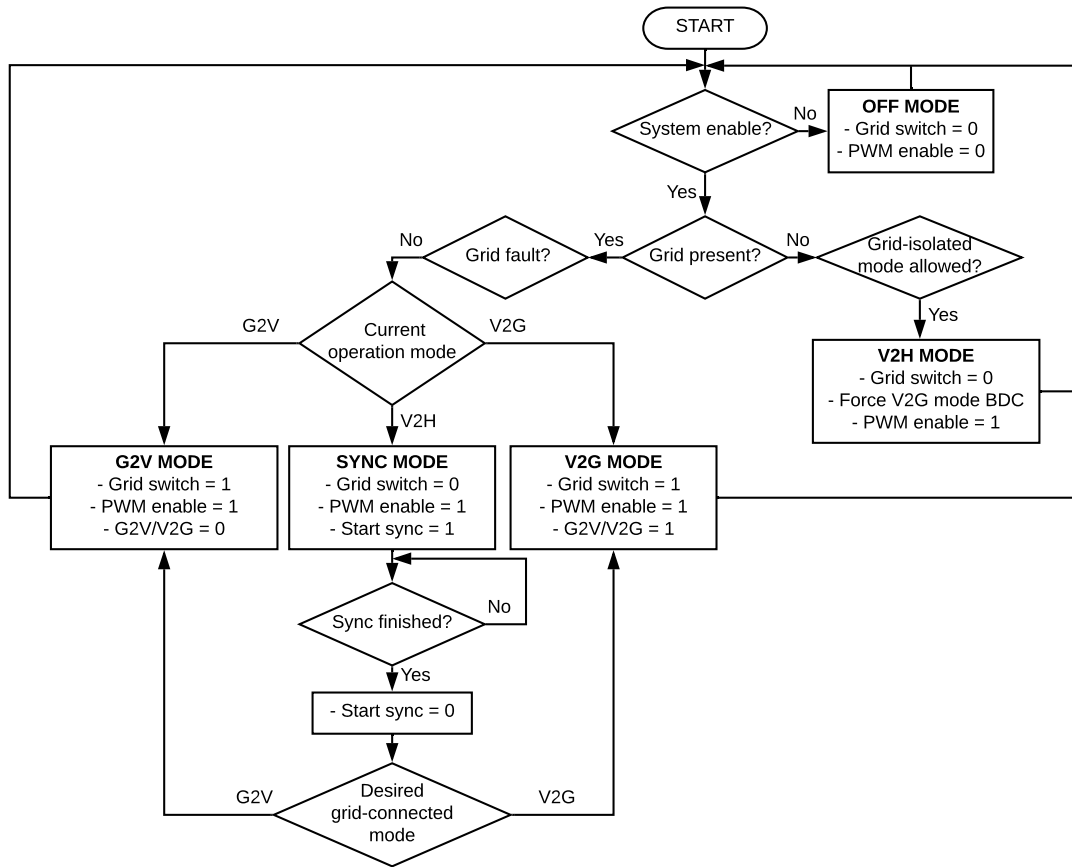 START
System enable?
No
OFF MODE
- Grid switch = 0
- PWM enable = 0
Yes
No
Grid fault?
Yes
Grid present?
No
Grid-isolated
mode allowed?
Yes
G2V
Current
operation mode
V2G
V2H MODE
- Grid switch = 0
- Force V2G mode BDC
- PWM enable = 1
V2H
G2V MODE
- Grid switch = 1
- PWM enable = 1
- G2V/V2G = 0
SYNC MODE
- Grid switch = 0
- PWM enable = 1
- Start sync = 1
V2G MODE
- Grid switch = 1
- PWM enable = 1
- G2V/V2G = 1
Sync finished?
No
Yes
- Start sync = 0
G2V
Desired
grid-connected
mode
V2G